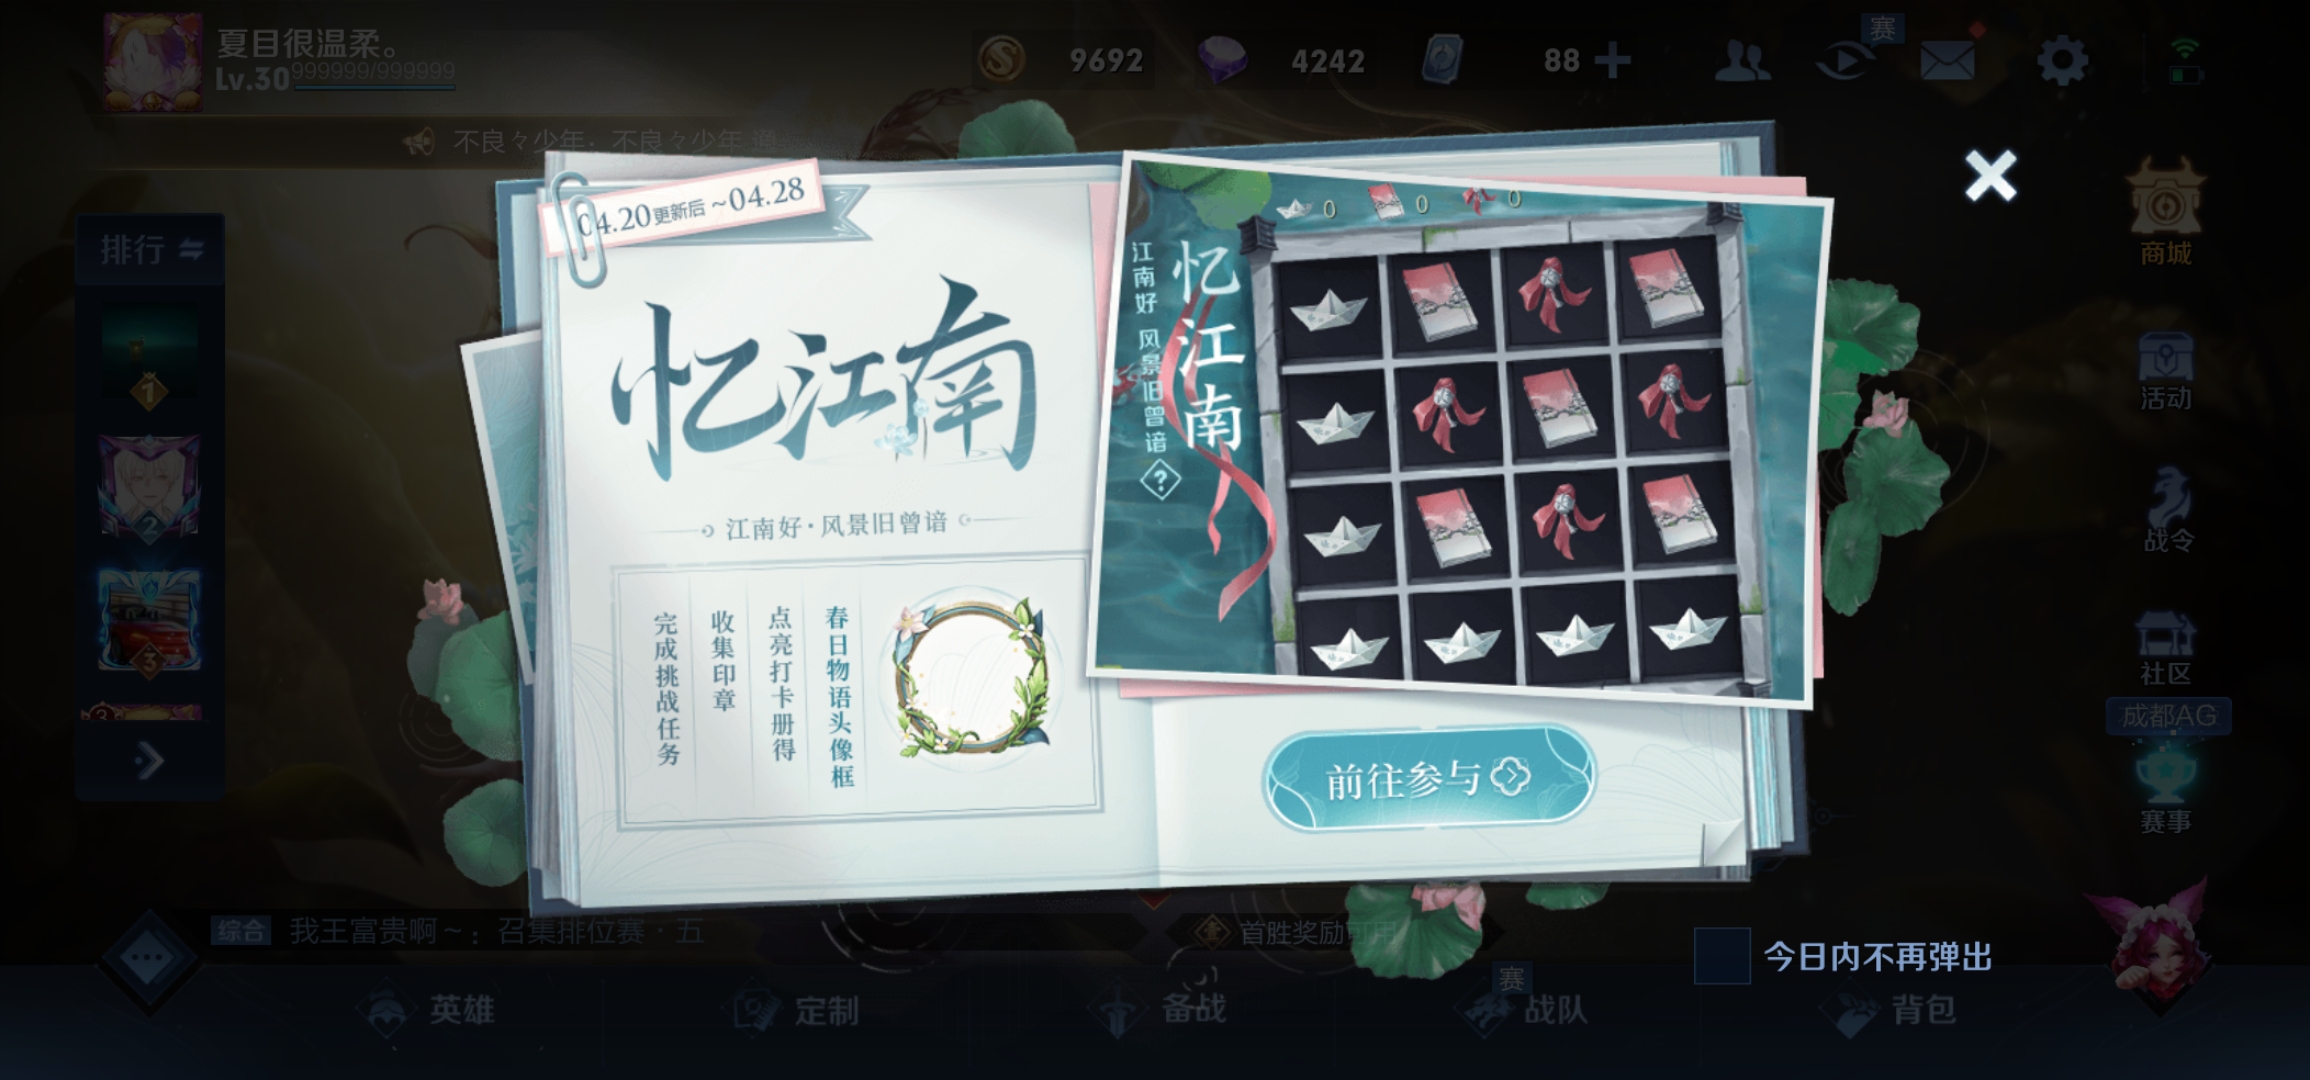 夏目很温柔。
Lv.30 999999/999999
9692
4242
88
赛
不良々少年：不良々少年
排行
1
2
3
3
04.20更新后~04.28
忆江南
江南好·风景旧曾谙
完成挑战任务
收集印章
点亮打卡册得
春日物语头像框
0
0
0
江南好 风景旧曾谙
忆江南
?
前往参与
商城
活动
战令
社区
成都AG
赛事
综合 我王富贵啊~：召集排位赛·五
首胜奖励可用
今日内不再弹出
英雄
定制
备战
赛
战队
背包